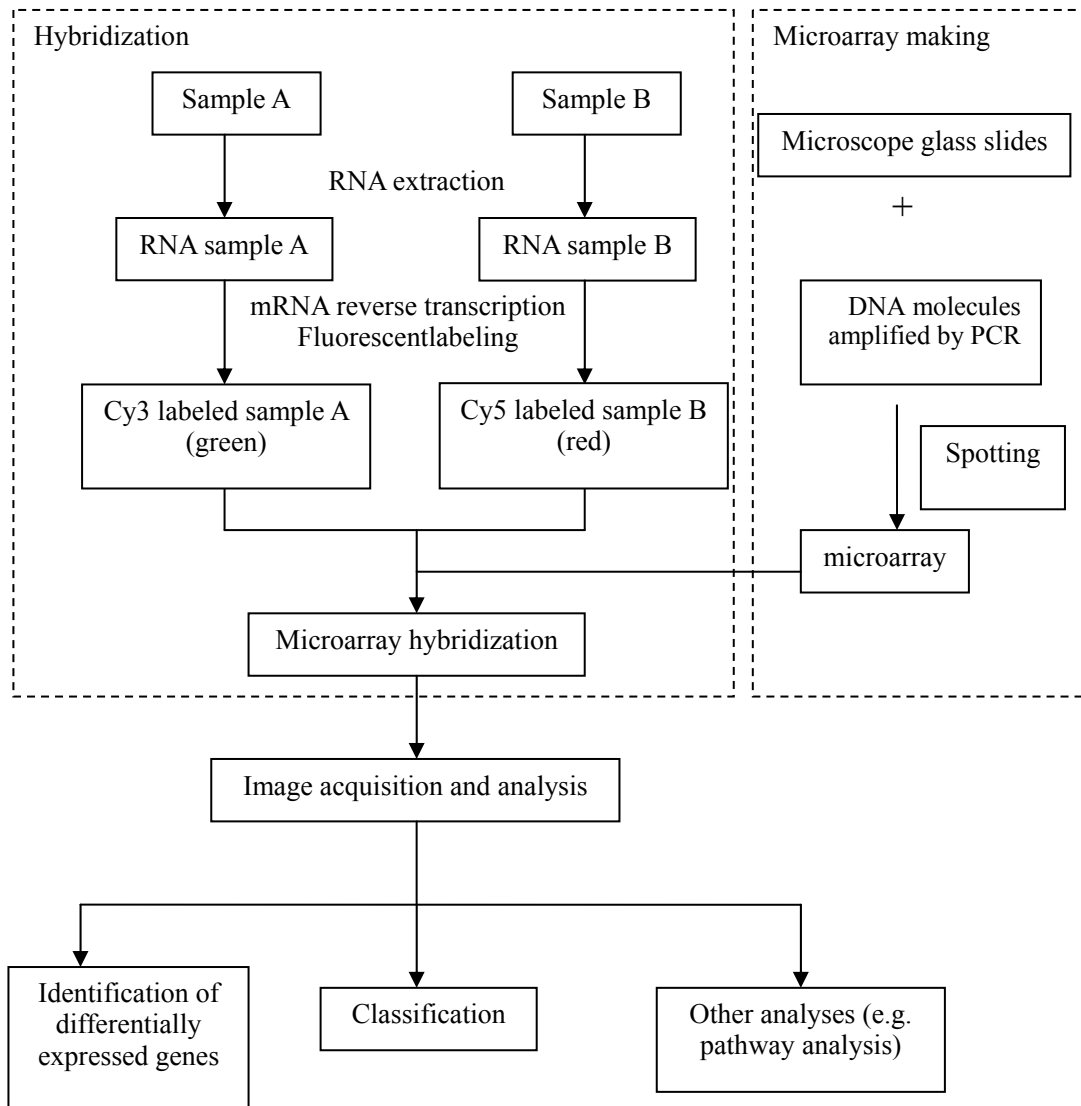 Hybridization
Sample A
Sample B
RNA extraction
RNA sample A
RNA sample B
mRNA reverse transcription
Fluorescentlabeling
Cy3 labeled sample A
(green)
Cy5 labeled sample B
(red)
Microarray hybridization
Microarray making
Microscope glass slides
+
DNA molecules
amplified by PCR
Spotting
microarray
Image acquisition and analysis
Identification of
differentially
expressed genes
Classification
Other analyses (e.g.
pathway analysis)